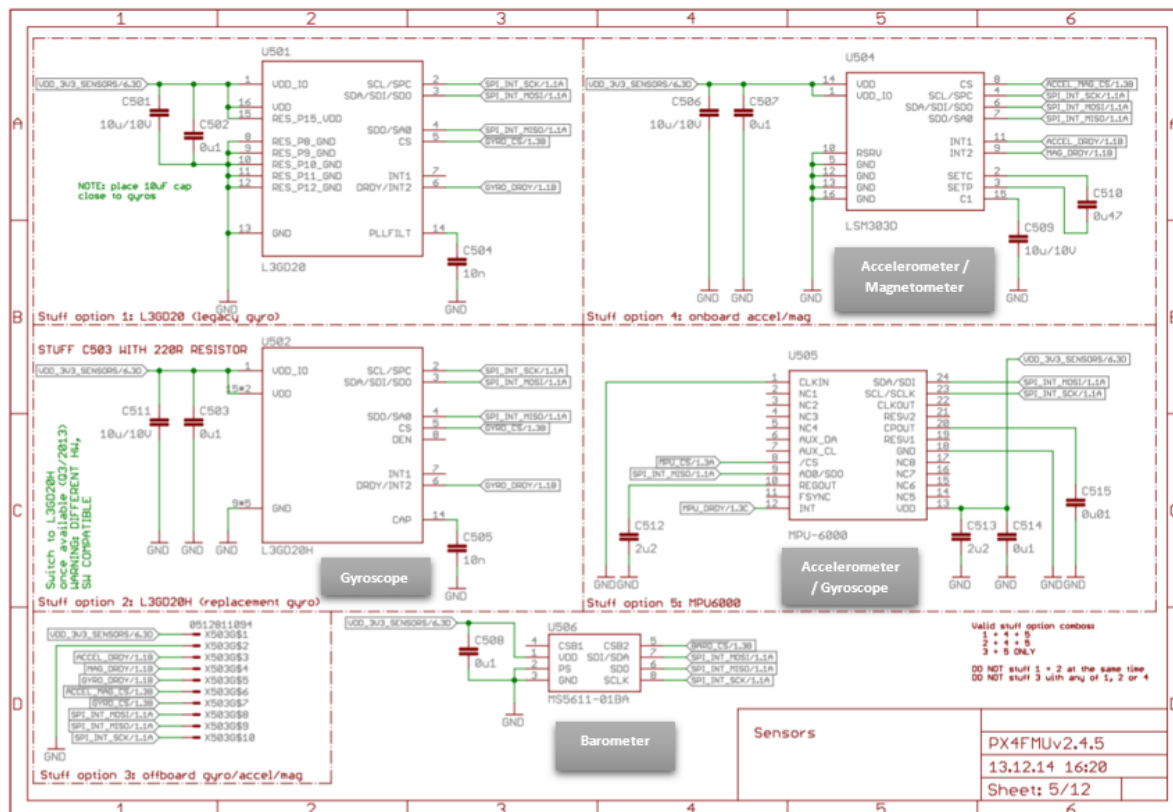 1 2 3 4 5 6
A
B
C
D
U501
VDD_3V3_SENSORS/6.3D
C501
10u/10V
C502
0u1
1 VDD_IO
16 VDD
15 RES_P15_VDD
8 RES_P8_GND
9 RES_P9_GND
10 RES_P10_GND
11 RES_P11_GND
12 RES_P12_GND
13 GND
SCL/SPC 2 SPI_INT_SCK/1.1A
SDA/SDI/SDO 3 SPI_INT_MOSI/1.1A
SDO/SA0 4 SPI_INT_MISO/1.1A
CS 5 GYRO_CS/1.3B
INT1 7
DRDY/INT2 6 GYRO_DRDY/1.1B
PLLFILT 14
C504
10n
NOTE: place 10uF cap
close to gyros
L3GD20
GND
GND
Stuff option 1: L3GD20 (legacy gyro)
U504
VDD_3V3_SENSORS/6.3D
C506
10u/10V
C507
0u1
14 VDD
1 VDD_IO
10 RSRV
5 GND
12 GND
13 GND
16 GND
CS 8 ACCEL_MAG_CS/1.3B
SCL/SPC 4 SPI_INT_SCK/1.1A
SDA/SDI/SDO 6 SPI_INT_MOSI/1.1A
SDO/SA0 7 SPI_INT_MISO/1.1A
INT1 11 ACCEL_DRDY/1.1B
INT2 9 MAG_DRDY/1.1B
SETC 2
SETP 3
C1 15
C510
0u47
C509
10u/10V
LSM303D
Accelerometer /
Magnetometer
GND GND GND GND
Stuff option 4: onboard accel/mag
STUFF C503 WITH 220R RESISTOR
U502
VDD_3V3_SENSORS/6.3D
C511
10u/10V
C503
0u1
1 VDD_IO
15*2 VDD
9*5 GND
SCL/SPC 2 SPI_INT_SCK/1.1A
SDA/SDI/SDO 3 SPI_INT_MOSI/1.1A
SDO/SA0 4 SPI_INT_MISO/1.1A
CS 5 GYRO_CS/1.3B
DEN 8
INT1 7
DRDY/INT2 6 GYRO_DRDY/1.1B
CAP 14
C505
10n
L3GD20H
Gyroscope
GND GND GND
GND
Switch to L3GD20H
once available (Q3/2013)
WARNING: DIFFERENT HW,
SW COMPATIBLE
Stuff option 2: L3GD20H (replacement gyro)
U505
VDD_3V3_SENSORS/6.3D
1 CLKIN
2 NC1
3 NC2
4 NC3
5 NC4
6 AUX_DA
7 AUX_CL
MPU_CS/1.3A 8 /CS
SPI_INT_MISO/1.1A 9 AD0/SDO
10 REGOUT
11 FSYNC
MPU_DRDY/1.3C 12 INT
SDA/SDI 24 SPI_INT_MOSI/1.1A
SCL/SCLK 23 SPI_INT_SCK/1.1A
CLKOUT 22
RESV2 21
CPOUT 20
RESV1 19
GND 18
NC8 17
NC7 16
NC6 15
NC5 14
VDD 13
C512
2u2
C513
2u2
C514
0u1
C515
0u01
MPU-6000
Accelerometer
/ Gyroscope
GND GND GND GND GND GND
Stuff option 5: MPU6000
0512811094
VDD_3V3_SENSORS/6.3D X503G$1
X503G$2
ACCEL_DRDY/1.1B X503G$3
MAG_DRDY/1.1B X503G$4
GYRO_DRDY/1.1B X503G$5
ACCEL_MAG_CS/1.3B X503G$6
GYRO_CS/1.3B X503G$7
SPI_INT_MOSI/1.1A X503G$8
SPI_INT_MISO/1.1A X503G$9
SPI_INT_SCK/1.1A X503G$10
GND
Stuff option 3: offboard gyro/accel/mag
VDD_3V3_SENSORS/6.3D
C508
0u1
U506
4 CSB1
1 VDD
2 PS
3 GND
CSB2 5 BARO_CS/1.3B
SDI/SDA 7 SPI_INT_MOSI/1.1A
SDO 6 SPI_INT_MISO/1.1A
SCLK 8 SPI_INT_SCK/1.1A
MS5611-01BA
GND
Barometer
Valid stuff option combos:
1 + 4 + 5
2 + 4 + 5
3 + 5 ONLY
DO NOT stuff 1 + 2 at the same time
DO NOT stuff 3 with any of 1, 2 or 4
Sensors
PX4FMUv2.4.5
13.12.14 16:20
Sheet: 5/12
1 2 3 4 5 6